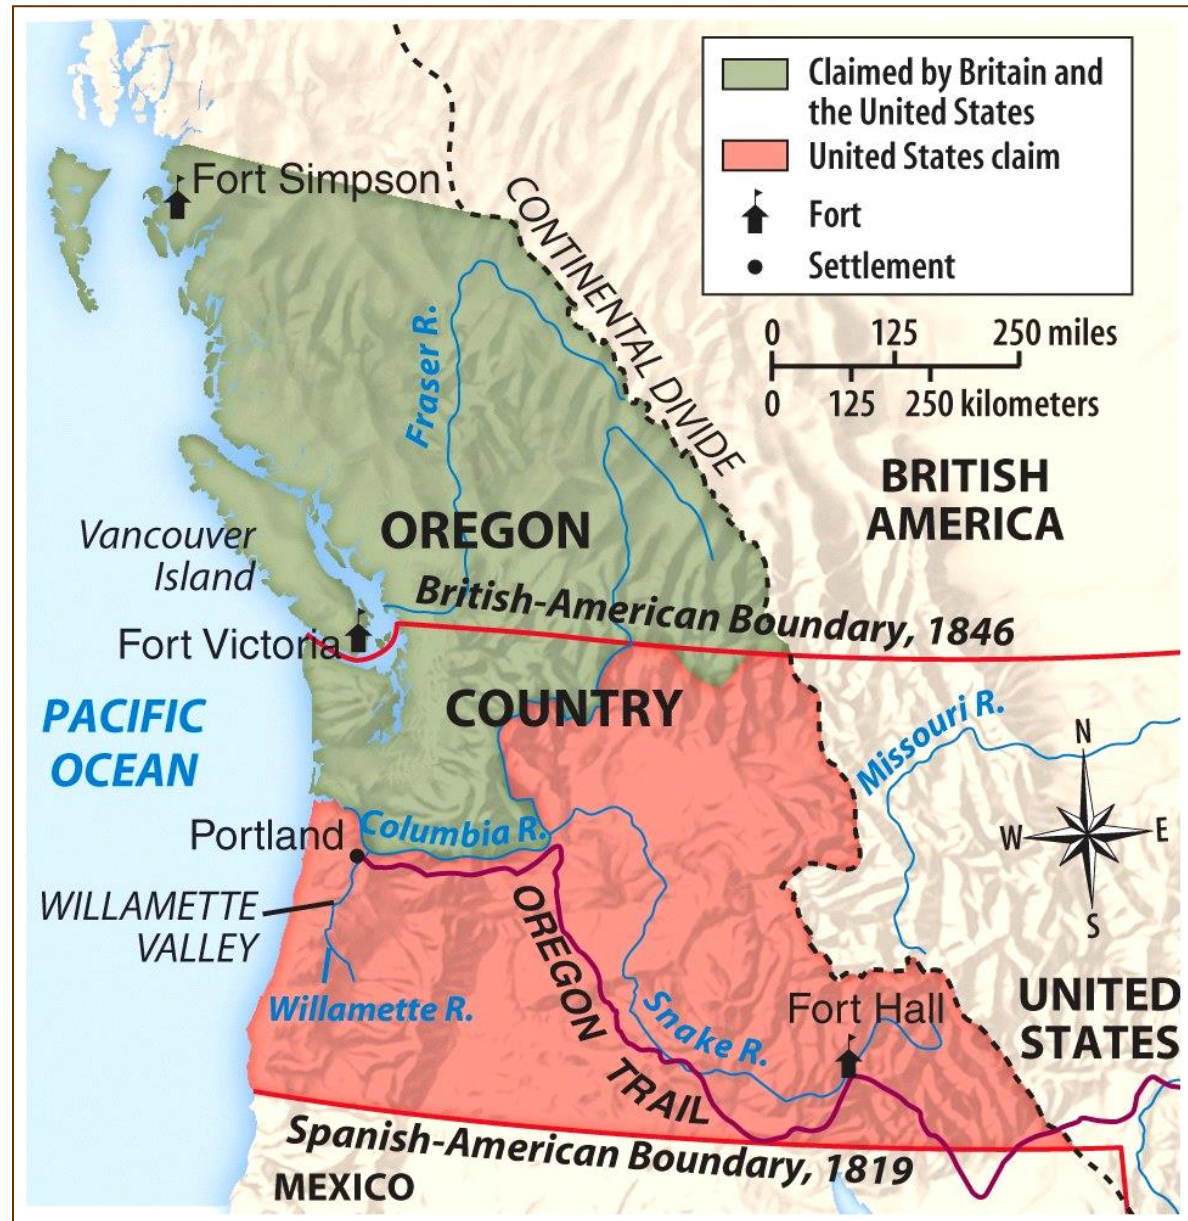 Claimed by Britain and
the United States
United States claim
Fort
Settlement
0 125 250 miles
0 125 250 kilometers
Fort Simpson
CONTINENTAL DIVIDE
Fraser R.
BRITISH
AMERICA
Vancouver
Island
OREGON
British-American Boundary, 1846
Fort Victoria
COUNTRY
PACIFIC
OCEAN
Missouri R.
N
W
E
S
Portland
Columbia R.
WILLAMETTE
VALLEY
OREGON TRAIL
Willamette R.
Snake R.
Fort Hall
UNITED
STATES
Spanish-American Boundary, 1819
MEXICO